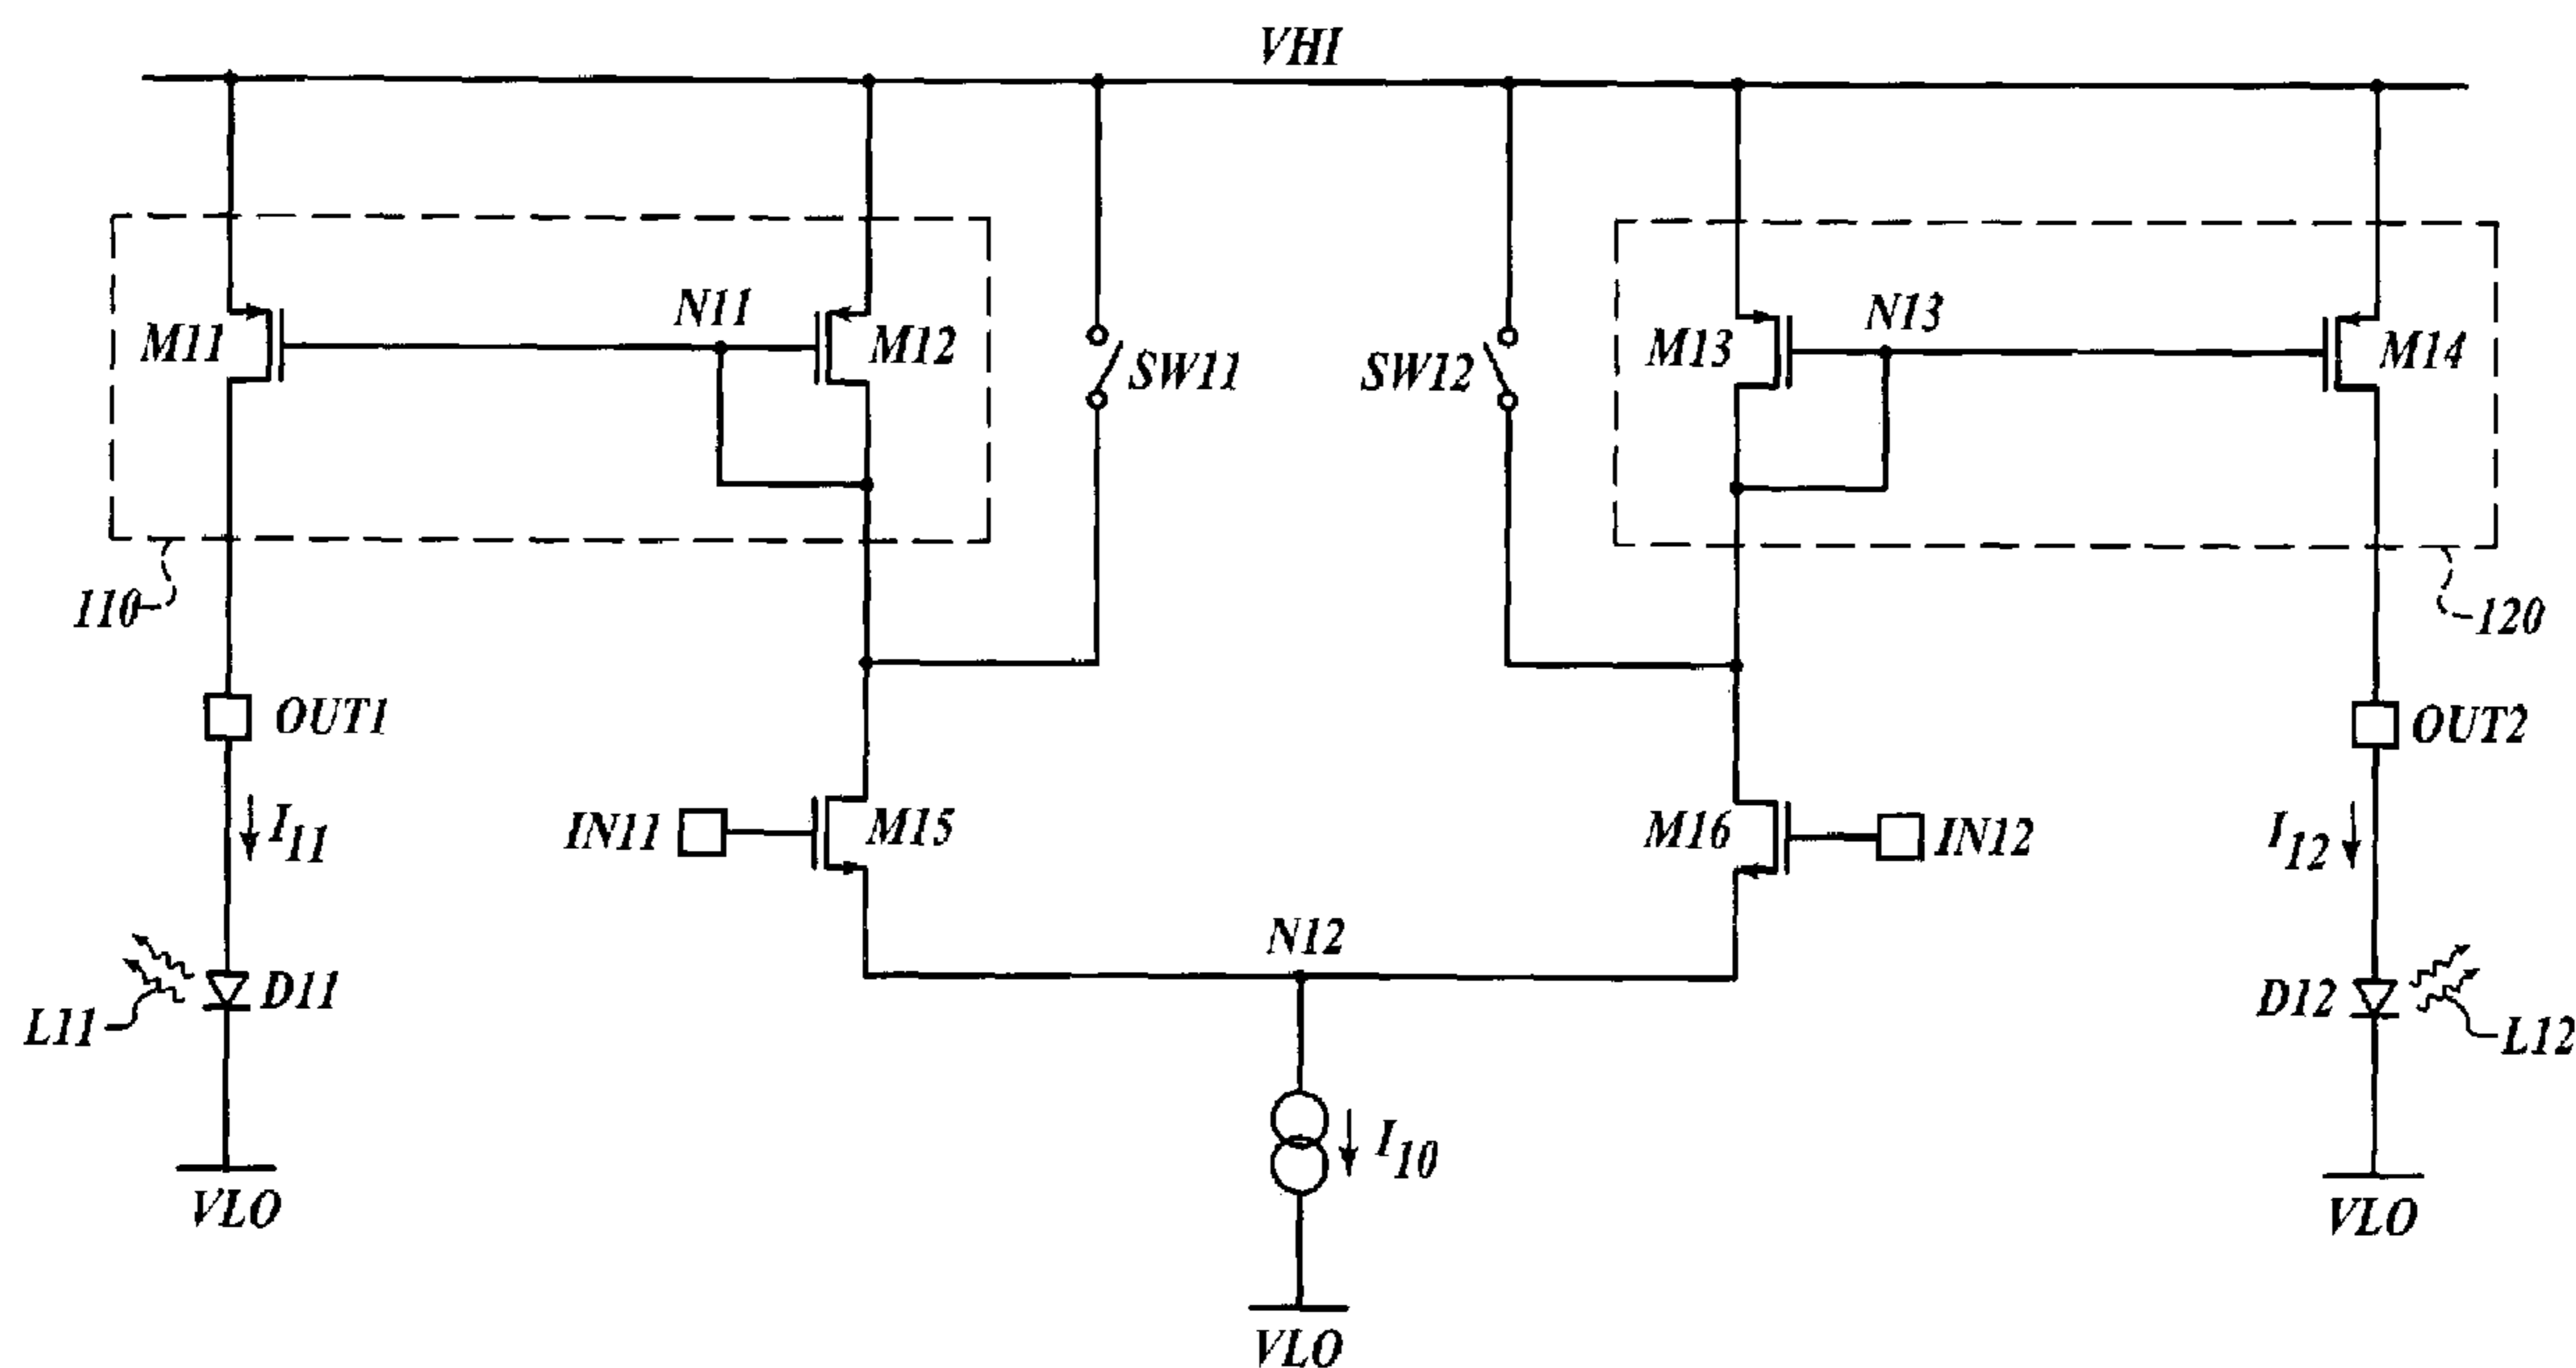 VHI
M11
N11
M12
SW11
SW12
M13
N13
M14
110
120
OUT1
OUT2
IN11
M15
M16
IN12
I11
I12
N12
L11
D11
D12
L12
I10
VLO
VLO
VLO